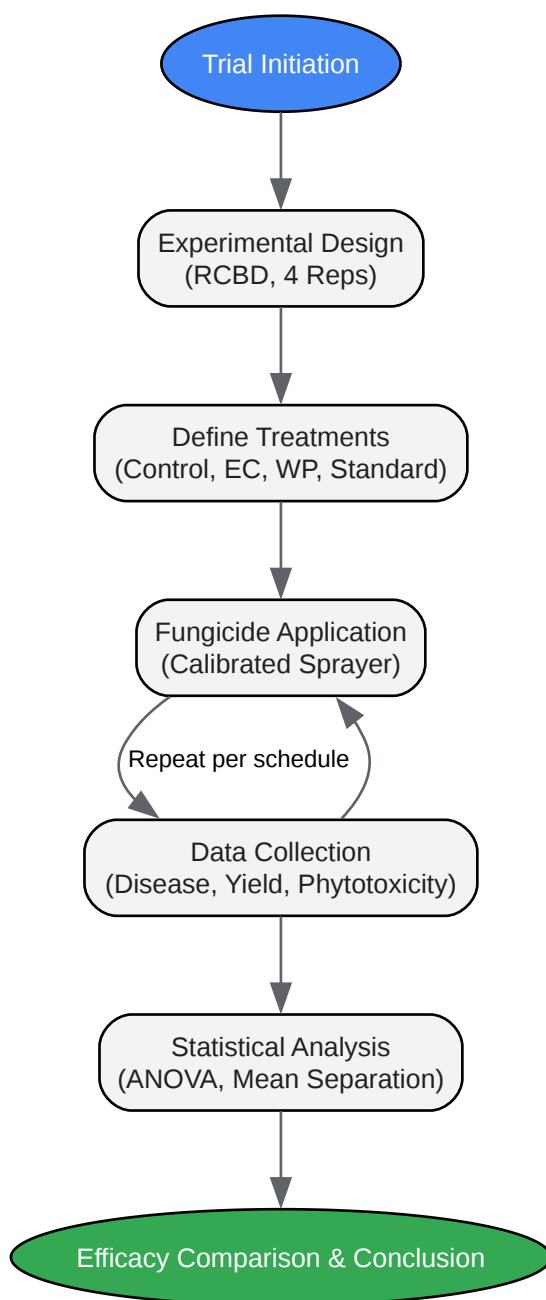 Trial Initiation
Experimental Design
(RCBD, 4 Reps)
Define Treatments
(Control, EC, WP, Standard)
Fungicide Application
(Calibrated Sprayer)
Repeat per schedule
Data Collection
(Disease, Yield, Phytotoxicity)
Statistical Analysis
(ANOVA, Mean Separation)
Efficacy Comparison & Conclusion